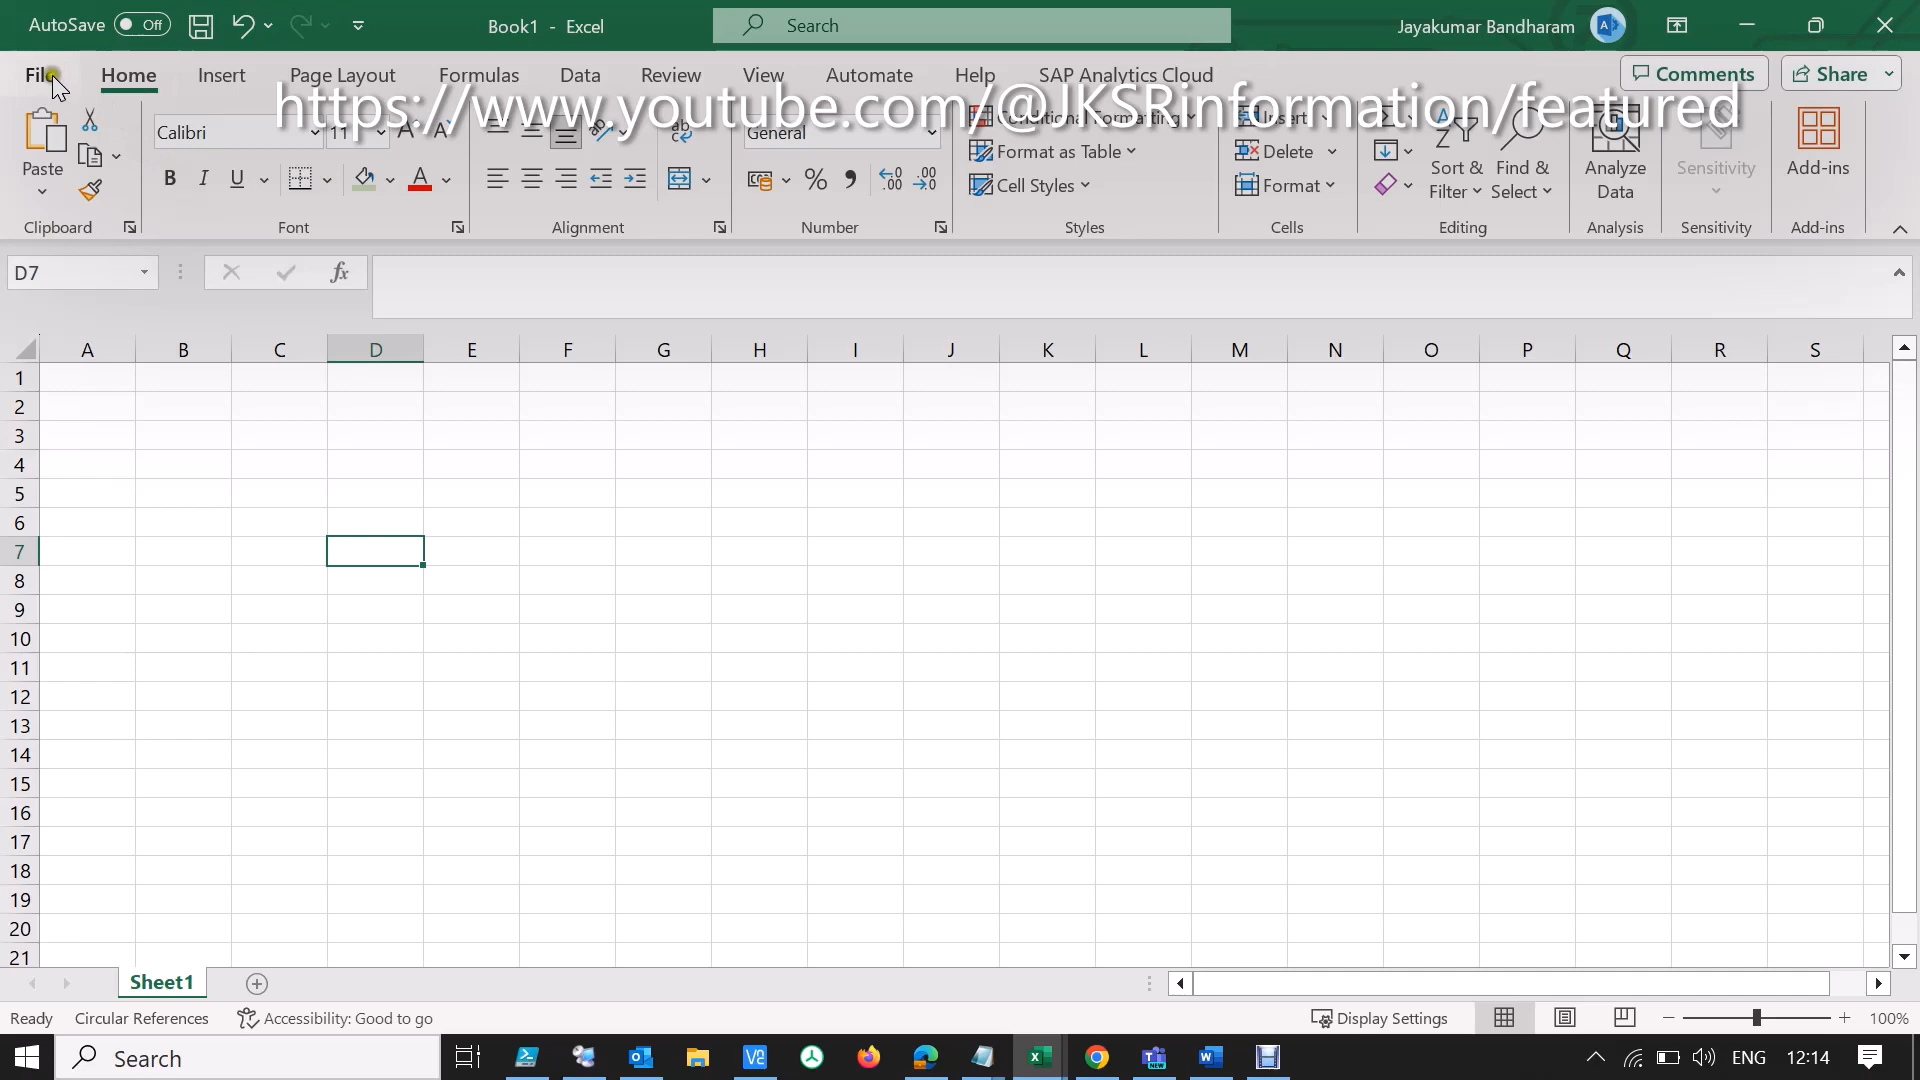 AutoSave Off Book1 - Excel Search Jayakumar Bandharam
File Home Insert Page Layout Formulas Data Review View Automate Help SAP Analytics Cloud Comments Share
https://www.youtube.com/@JKSRinformation/featured
Calibri 11 General Conditional Formatting Insert
Paste Format as Table Delete Sort & Find & Analyze Sensitivity Add-ins
B I U Cell Styles Format Filter Select Data
Clipboard Font Alignment Number Styles Cells Editing Analysis Sensitivity Add-ins
D7 fx
A B C D E F G H I J K L M N O P Q R S
1
2
3
4
5
6
7
8
9
10
11
12
13
14
15
16
17
18
19
20
21
Sheet1
Ready Circular References Accessibility: Good to go Display Settings 100%
Search ENG 12:14